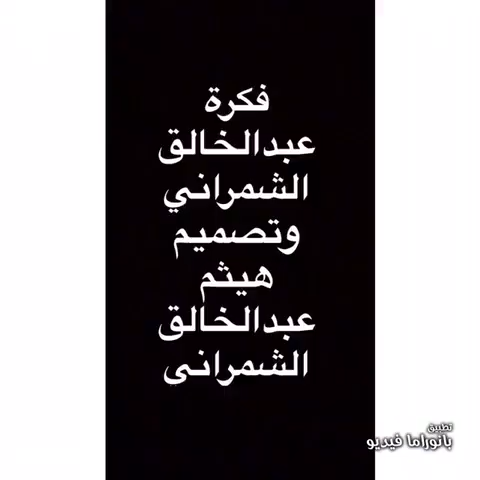 فكرة
عبدالخالق
الشمراني
وتصميم
هيثم
عبدالخالق
الشمرانى
تطبيق
بانوراما فيديو